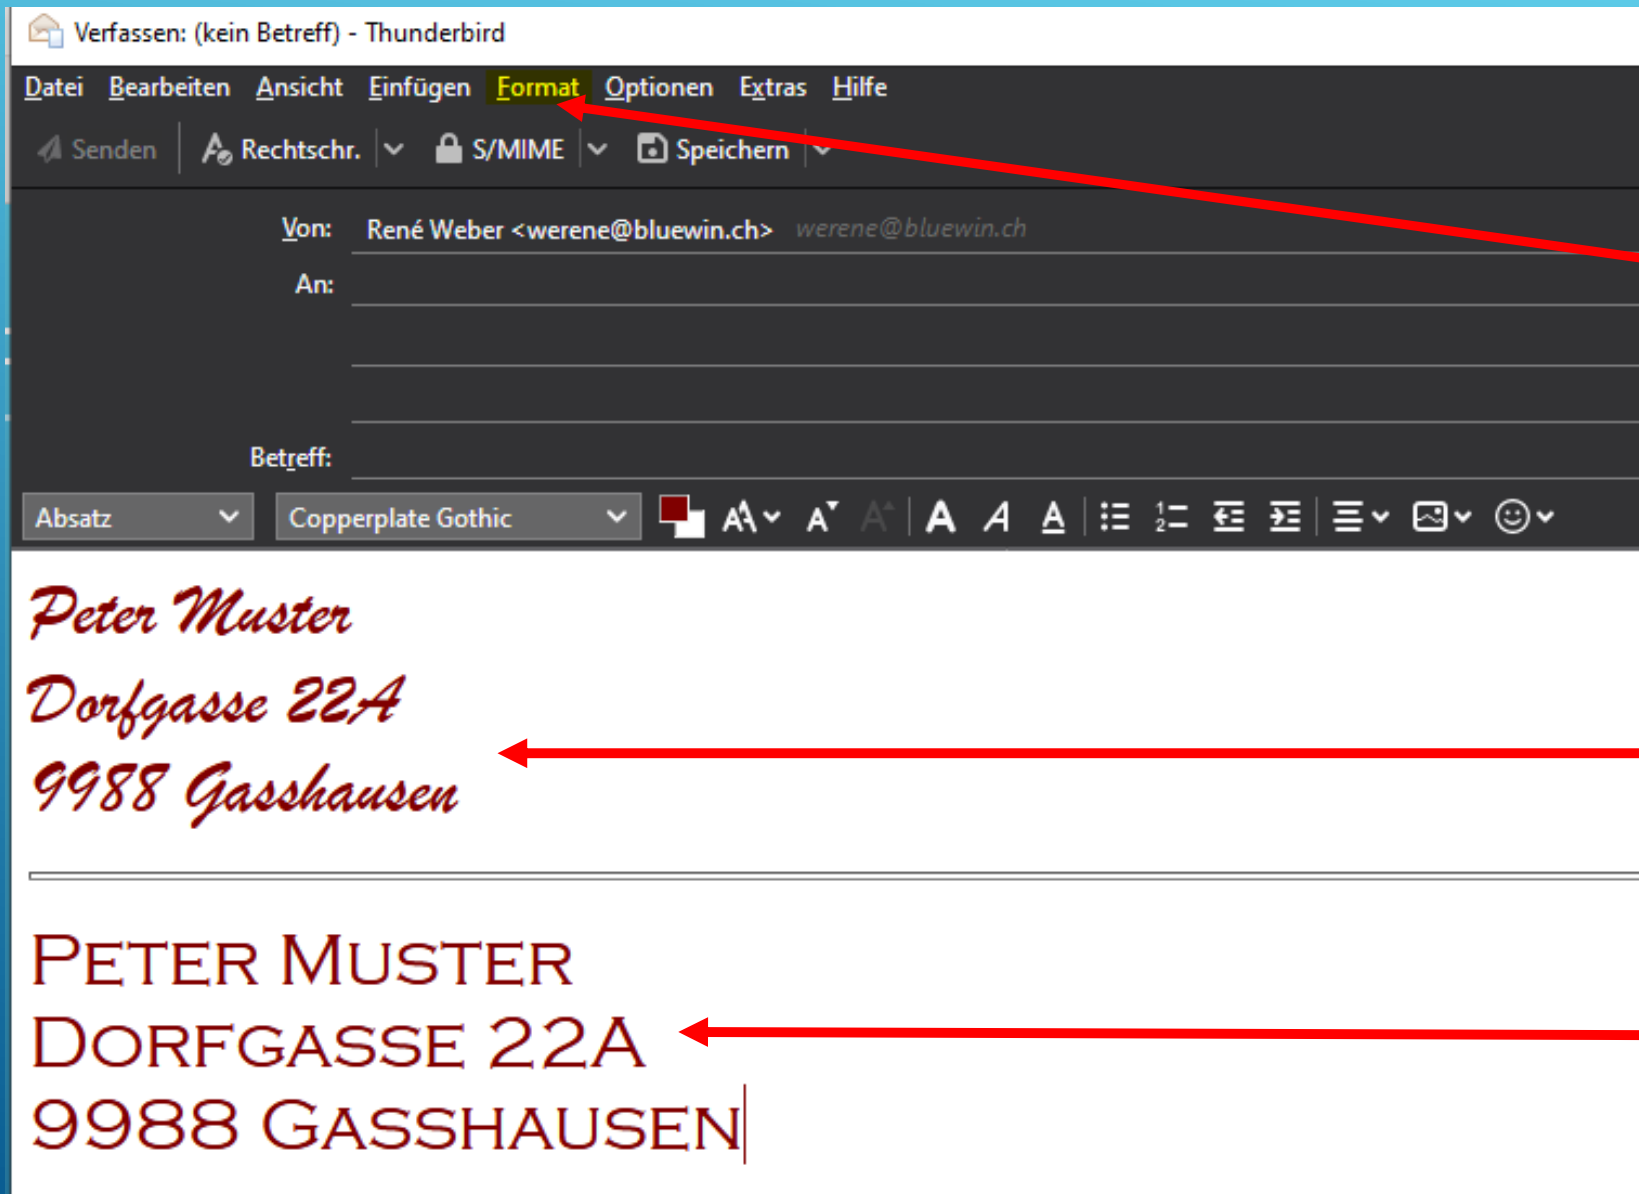 Verfassen: (kein Betreff) - Thunderbird
Datei Bearbeiten Ansicht Einfügen Format Optionen Extras Hilfe
Senden Rechtschr. S/MIME Speichern
Von: René Weber <werene@bluewin.ch> werene@bluewin.ch
An:
Betreff:
Absatz Copperplate Gothic
Peter Muster
Dorfgasse 22A
9988 Gasshausen
Peter Muster
Dorfgasse 22A
9988 Gasshausen